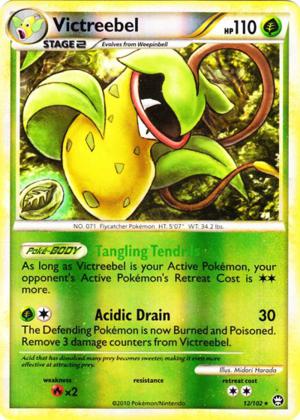 Victreebel
HP 110
STAGE 2 Evolves from Weepinbell
NO. 071 Flycatcher Pokémon HT. 5'07" WT. 34.2 lbs.
Poké-BODY Tangling Tendrils
As long as Victreebel is your Active Pokémon, your
opponent's Active Pokémon's Retreat Cost is
more.
Acidic Drain 30
The Defending Pokémon is now Burned and Poisoned.
Remove 3 damage counters from Victreebel.
Acid that has dissolved many prey becomes sweeter, making it even
more effective at attracting prey.
Illus. Midori Harada
weakness resistance retreat cost
×2
©2010 Pokémon/Nintendo
12/102 ★